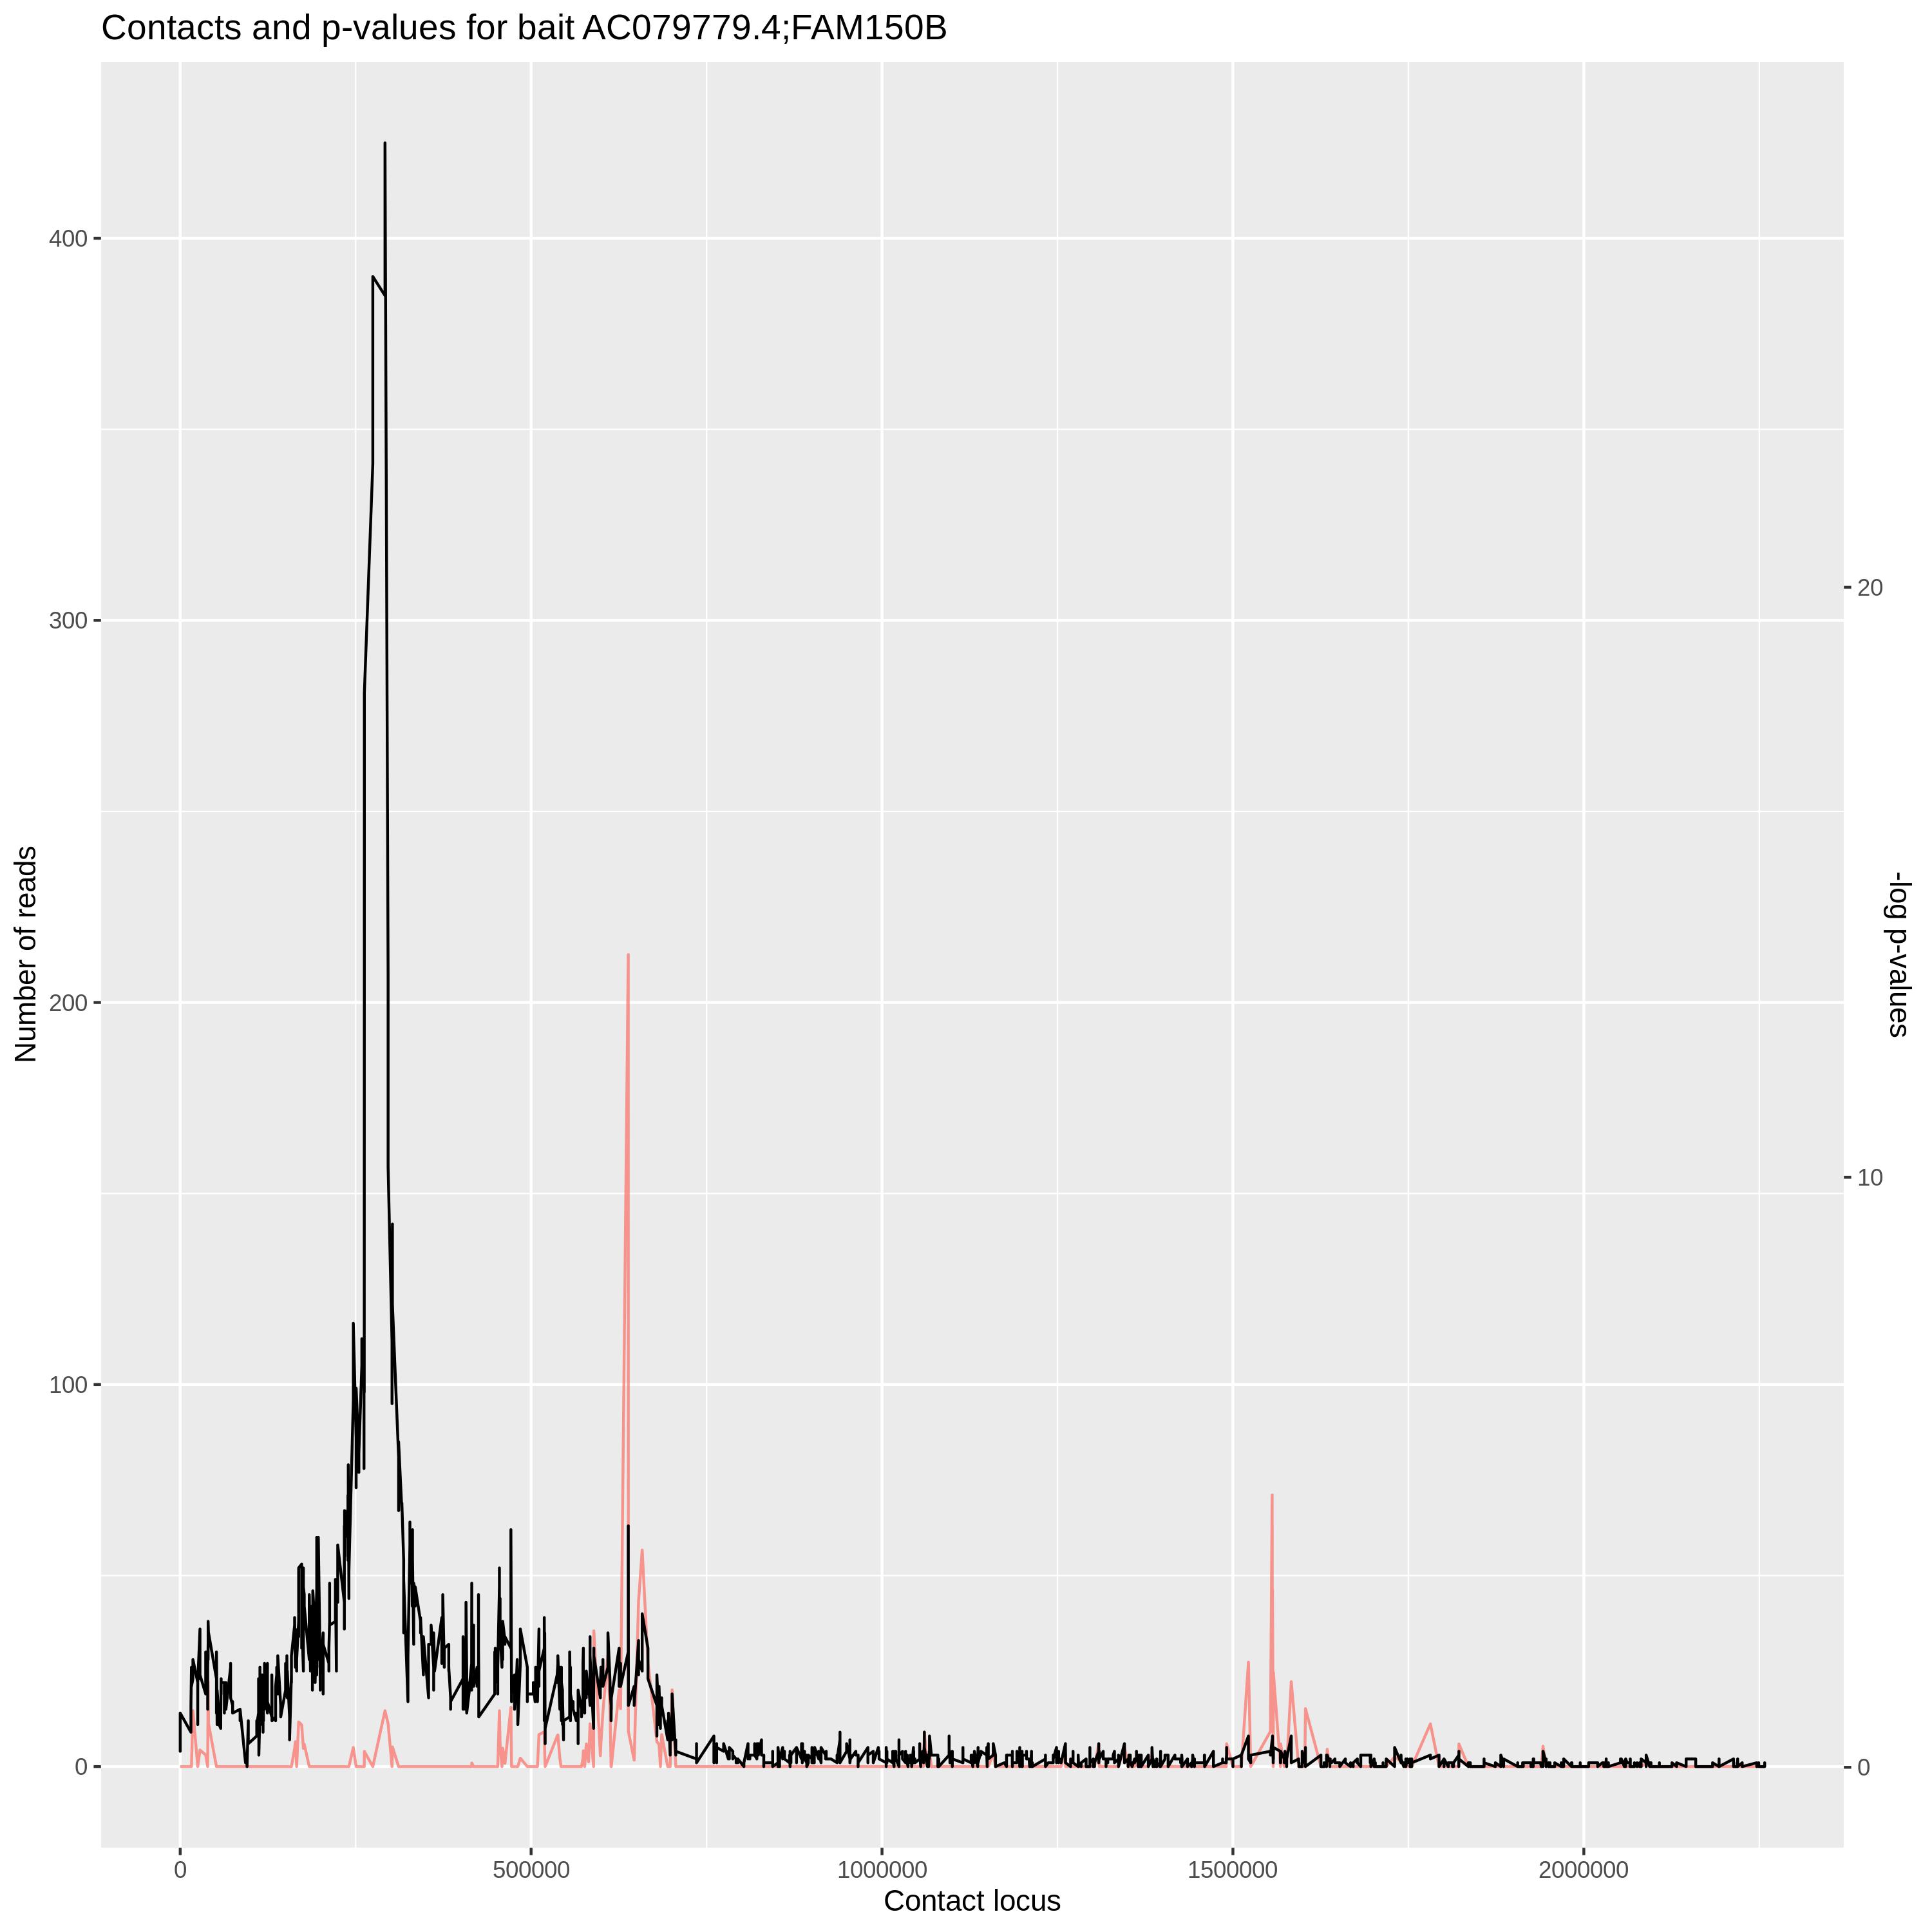 Contacts and p-values for bait AC079779.4;FAM150B
400
300
200
100
0
Number of reads
20
10
0
-log p-values
0 500000 1000000 1500000 2000000
Contact locus